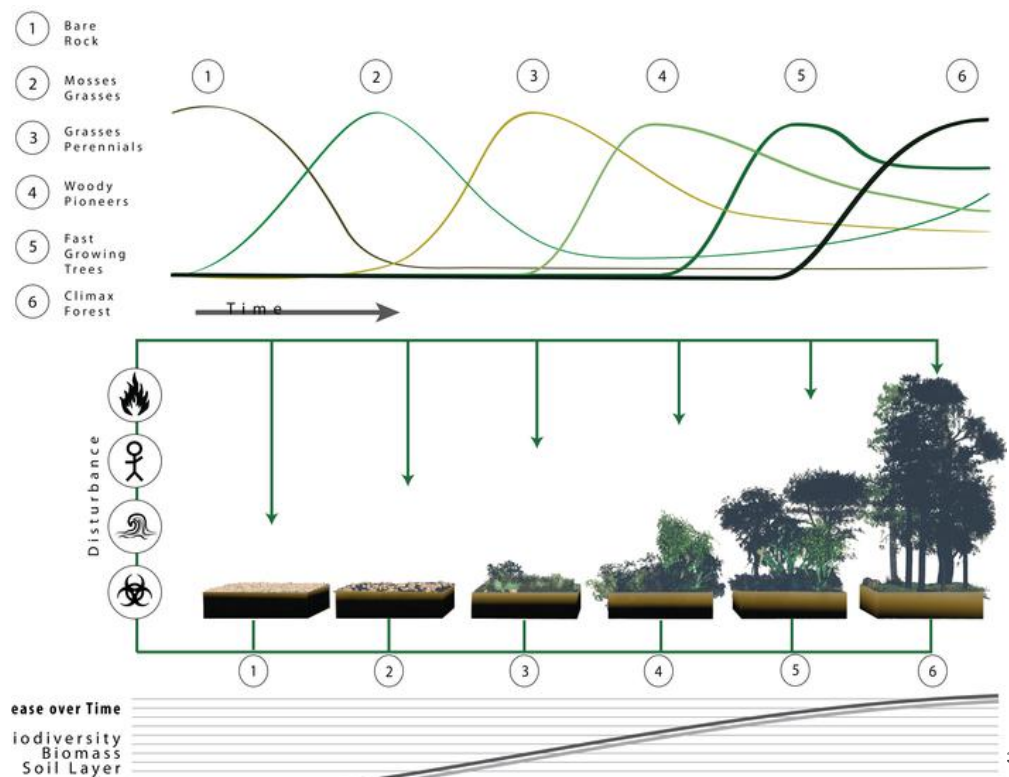 1 Bare
Rock
2 Mosses
Grasses
3 Grasses
Perennials
4 Woody
Pioneers
5 Fast
Growing
Trees
6 Climax
Forest
1 2 3 4 5 6
Time
Disturbance
1 2 3 4 5 6
ease over Time
iodiversity
Biomass
Soil Layer